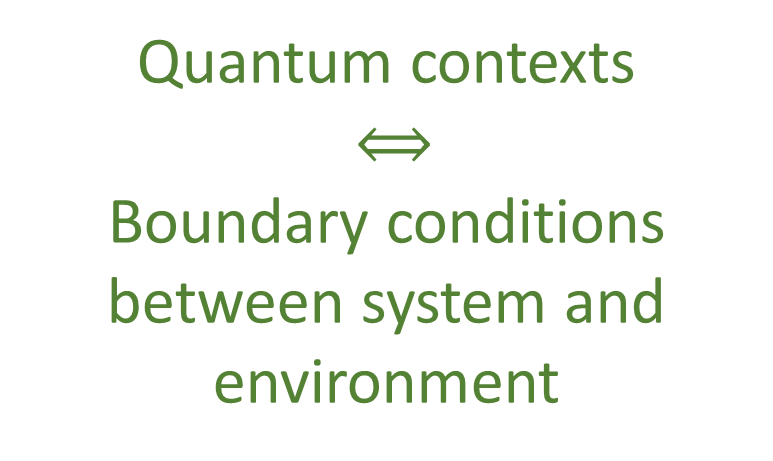 Quantum contexts
⟺
Boundary conditions
between system and
environment